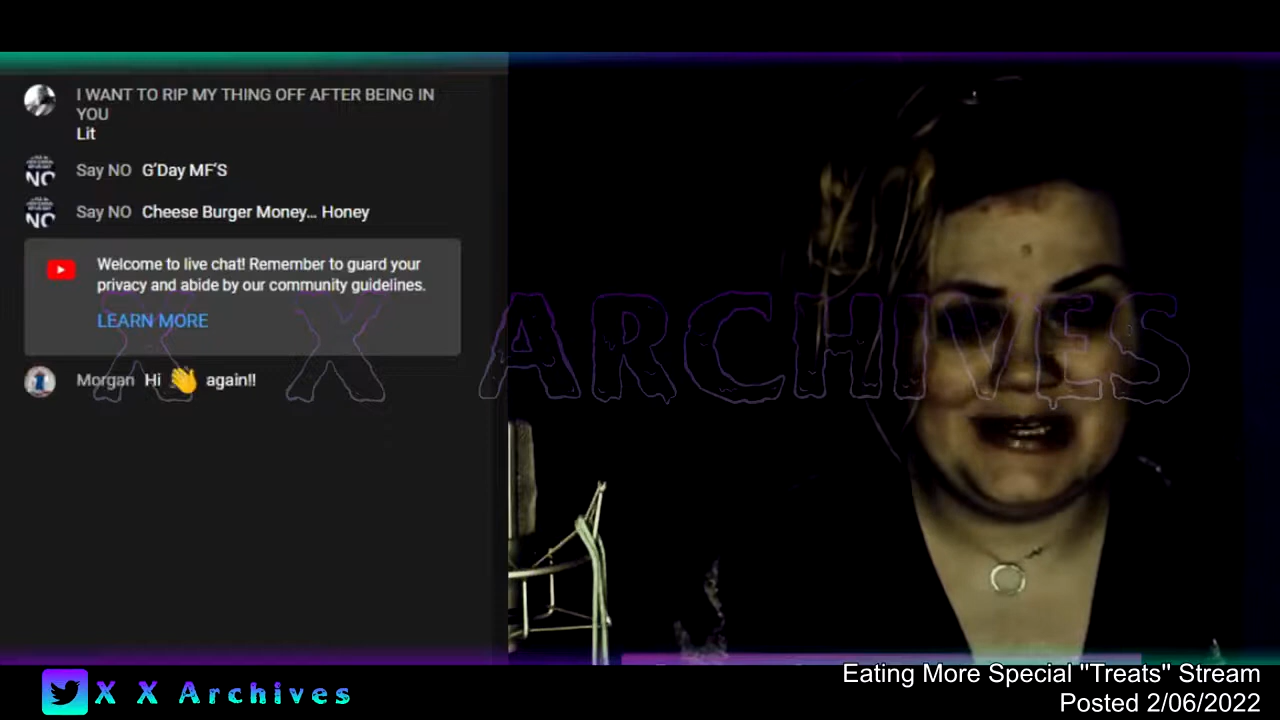 I WANT TO RIP MY THING OFF AFTER BEING IN
YOU
Lit
Say NO G'Day MF'S
Say NO Cheese Burger Money... Honey
Welcome to live chat! Remember to guard your
privacy and abide by our community guidelines.
LEARN MORE
X X ARCHIVES
Morgan Hi 👋 again!!
X X Archives
Eating More Special "Treats" Stream
Posted 2/06/2022